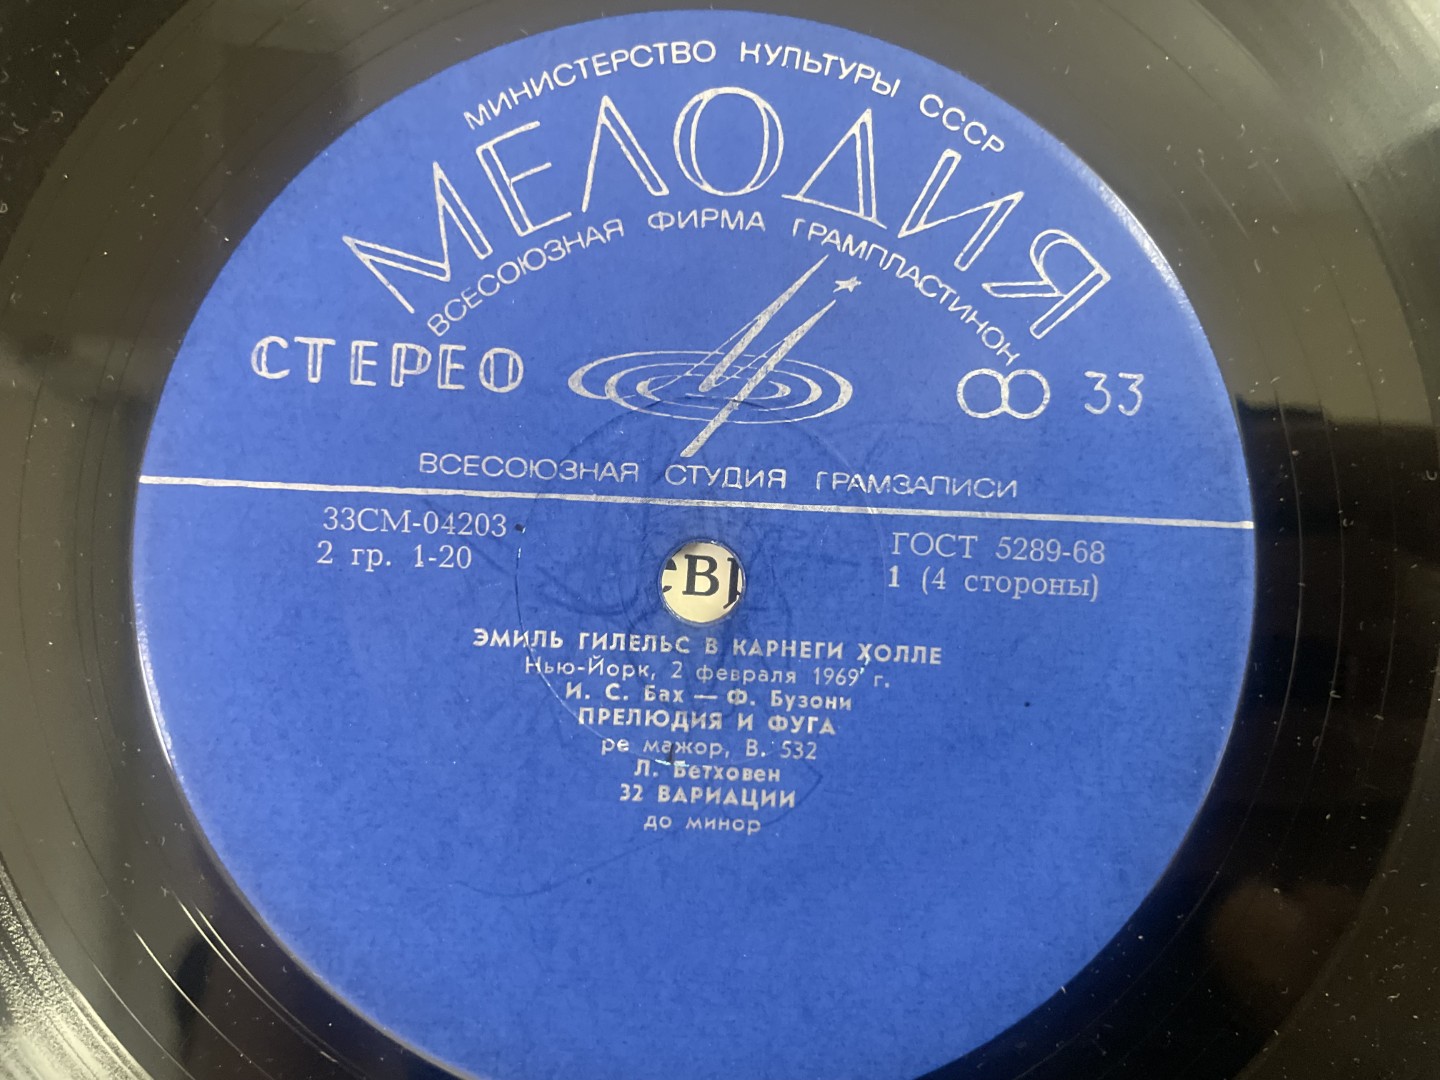 МИНИСТЕРСТВО КУЛЬТУРЫ СССР
МЕЛОДИЯ
ВСЕСОЮЗНАЯ ФИРМА ГРАМПЛАСТИНОК
СТЕРЕО
33
ВСЕСОЮЗНАЯ СТУДИЯ ГРАМЗАПИСИ
33СМ-04203
2 гр. 1-20
ГОСТ 5289-68
1 (4 стороны)
ЭМИЛЬ ГИЛЕЛЬС В КАРНЕГИ ХОЛЛЕ
Нью-Йорк, 2 февраля 1969 г.
И. С. Бах — Ф. Бузони
ПРЕЛЮДИЯ И ФУГА
ре мажор, В. 532
Л. Бетховен
32 ВАРИАЦИИ
до минор